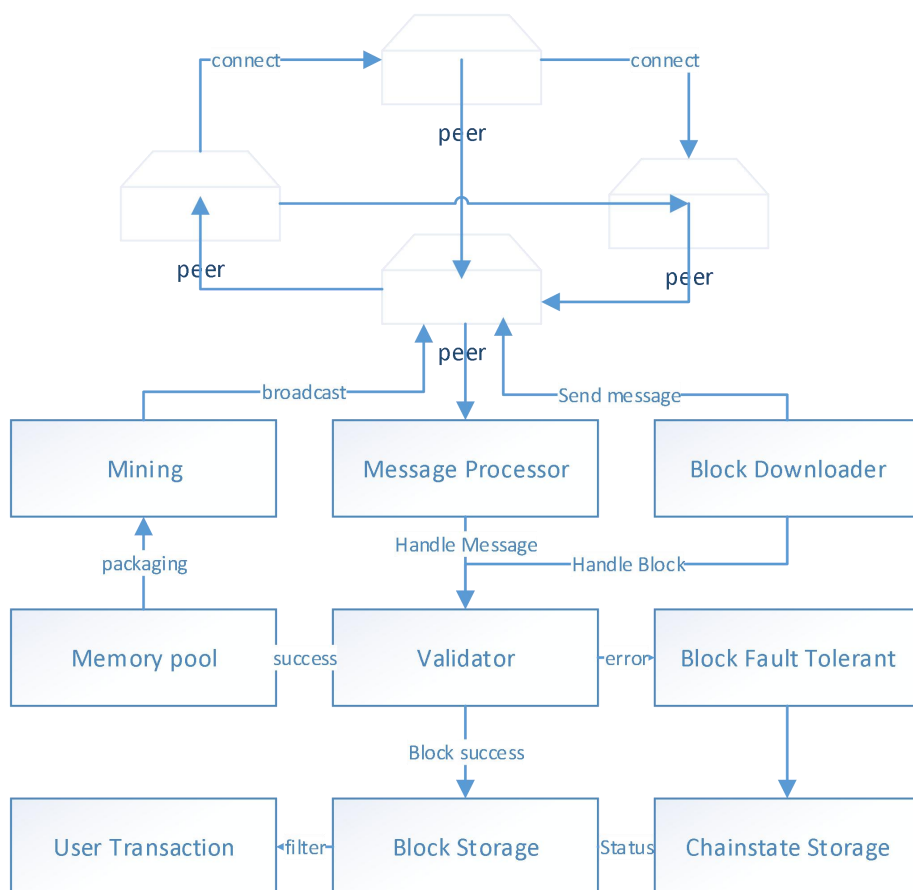 connect
connect
peer
peer
peer
peer
broadcast
Send message
Mining
Message Processor
Block Downloader
Handle Message
packaging
Handle Block
Memory pool
success
Validator
error
Block Fault Tolerant
Block success
User Transaction
filter
Block Storage
Status
Chainstate Storage